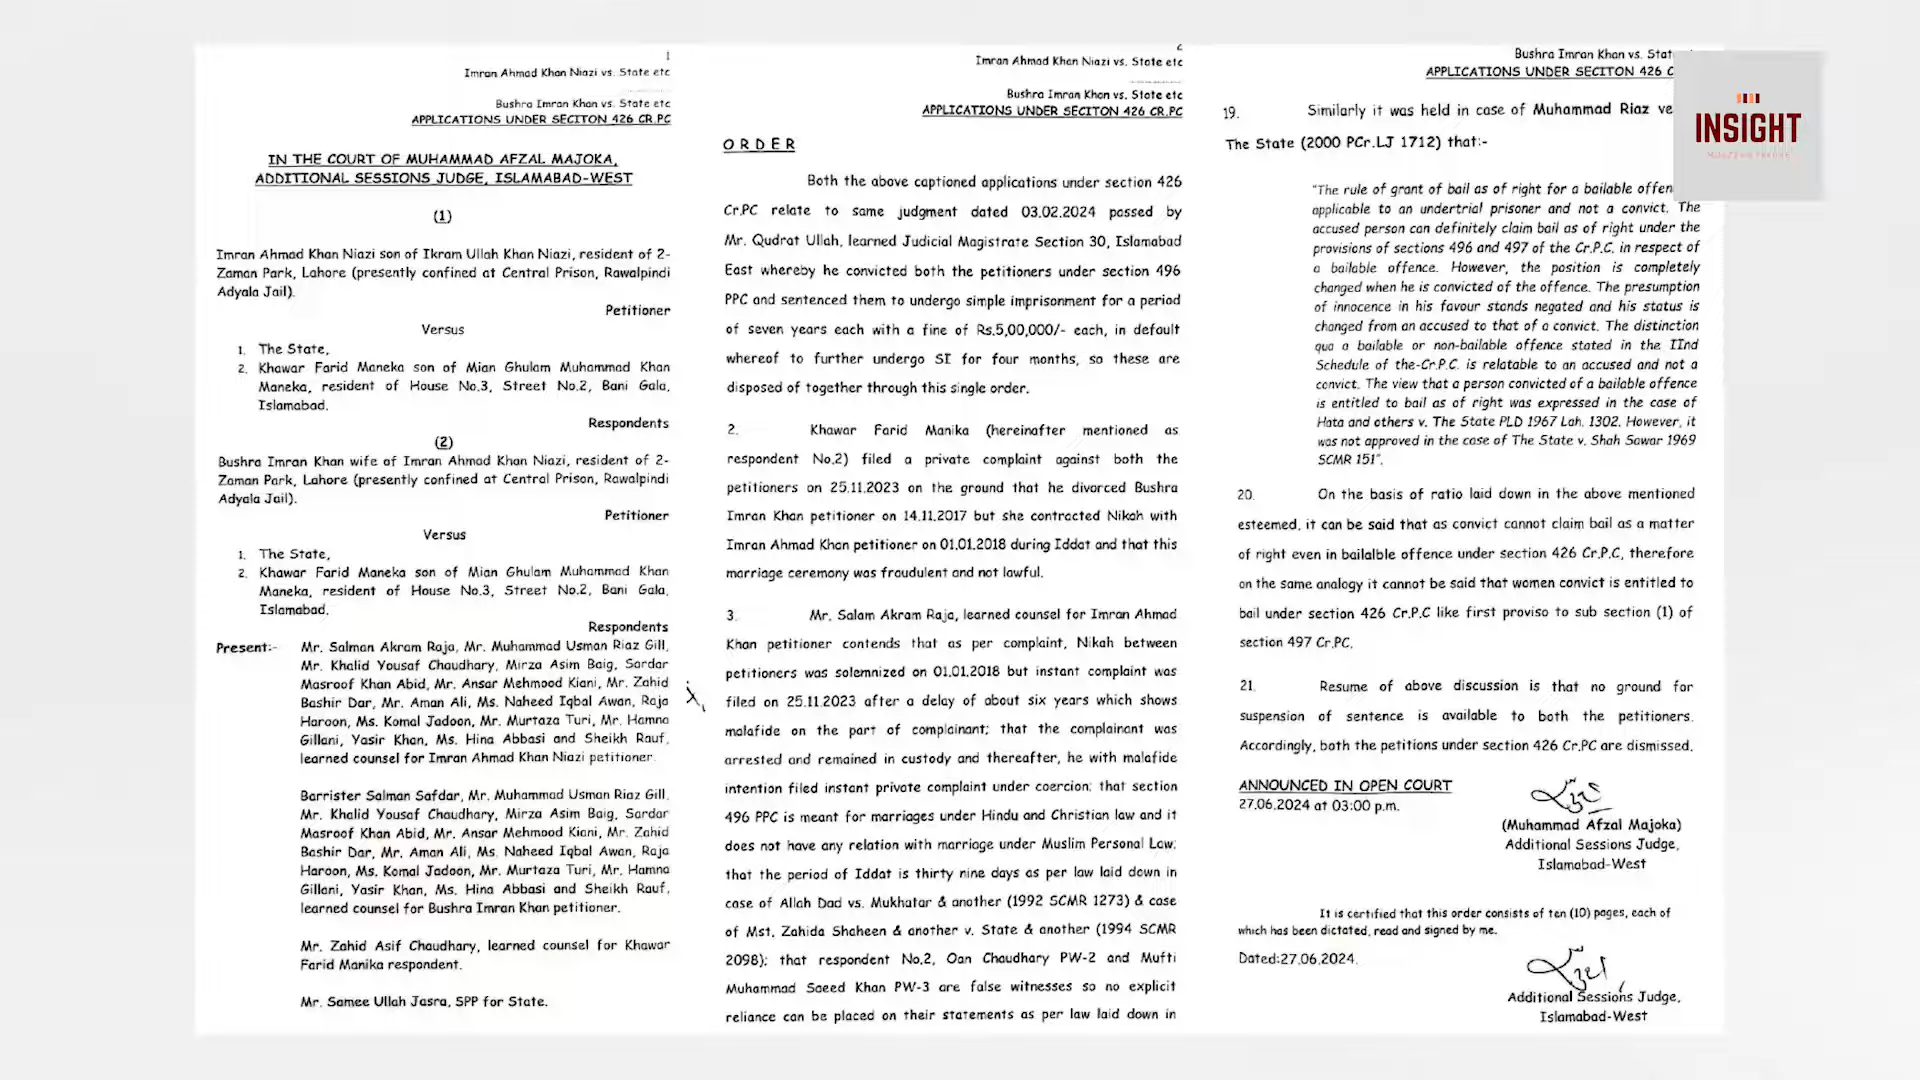 1
Imran Ahmad Khan Niazi vs. State etc
Bushra Imran Khan vs. State etc
APPLICATIONS UNDER SECITON 426 CR.PC
IN THE COURT OF MUHAMMAD AFZAL MAJOKA,
ADDITIONAL SESSIONS JUDGE, ISLAMABAD-WEST
(1)
Imran Ahmad Khan Niazi son of Ikram Ullah Khan Niazi, resident of 2-
Zaman Park, Lahore (presently confined at Central Prison, Rawalpindi
Adyala Jail).
Petitioner
Versus
1. The State,
2. Khawar Farid Maneka son of Mian Ghulam Muhammad Khan
Maneka, resident of House No.3, Street No.2, Bani Gala,
Islamabad.
Respondents
(2)
Bushra Imran Khan wife of Imran Ahmad Khan Niazi, resident of 2-
Zaman Park, Lahore (presently confined at Central Prison, Rawalpindi
Adyala Jail).
Petitioner
Versus
1. The State,
2. Khawar Farid Maneka son of Mian Ghulam Muhammad Khan
Maneka, resident of House No.3, Street No.2, Bani Gala,
Islamabad.
Respondents
Present:- Mr. Salman Akram Raja, Mr. Muhammad Usman Riaz Gill,
Mr. Khalid Yousaf Chaudhary, Mirza Asim Baig, Sardar
Masroof Khan Abid, Mr. Ansar Mehmood Kiani, Mr. Zahid
Bashir Dar, Mr. Aman Ali, Ms. Naheed Iqbal Awan, Raja
Haroon, Ms. Komal Jadoon, Mr. Murtaza Turi, Mr. Hamna
Gillani, Yasir Khan, Ms. Hina Abbasi and Sheikh Rauf,
learned counsel for Imran Ahmad Khan Niazi petitioner.
Barrister Salman Safdar, Mr. Muhammad Usman Riaz Gill,
Mr. Khalid Yousaf Chaudhary, Mirza Asim Baig, Sardar
Masroof Khan Abid, Mr. Ansar Mehmood Kiani, Mr. Zahid
Bashir Dar, Mr. Aman Ali, Ms. Naheed Iqbal Awan, Raja
Haroon, Ms. Komal Jadoon, Mr. Murtaza Turi, Mr. Hamna
Gillani, Yasir Khan, Ms. Hina Abbasi and Sheikh Rauf,
learned counsel for Bushra Imran Khan petitioner.
Mr. Zahid Asif Chaudhary, learned counsel for Khawar
Farid Manika respondent.
Mr. Samee Ullah Jasra, SPP for State.
2
Imran Ahmad Khan Niazi vs. State etc
Bushra Imran Khan vs. State etc
APPLICATIONS UNDER SECITON 426 CR.PC
ORDER
Both the above captioned applications under section 426
Cr.PC relate to same judgment dated 03.02.2024 passed by
Mr. Qudrat Ullah, learned Judicial Magistrate Section 30, Islamabad
East whereby he convicted both the petitioners under section 496
PPC and sentenced them to undergo simple imprisonment for a period
of seven years each with a fine of Rs.5,00,000/- each, in default
whereof to further undergo SI for four months, so these are
disposed of together through this single order.
2. Khawar Farid Manika (hereinafter mentioned as
respondent No.2) filed a private complaint against both the
petitioners on 25.11.2023 on the ground that he divorced Bushra
Imran Khan petitioner on 14.11.2017 but she contracted Nikah with
Imran Ahmad Khan petitioner on 01.01.2018 during Iddat and that this
marriage ceremony was fraudulent and not lawful.
3. Mr. Salam Akram Raja, learned counsel for Imran Ahmad
Khan petitioner contends that as per complaint, Nikah between
petitioners was solemnized on 01.01.2018 but instant complaint was
filed on 25.11.2023 after a delay of about six years which shows
malafide on the part of complainant; that the complainant was
arrested and remained in custody and thereafter, he with malafide
intention filed instant private complaint under coercion; that section
496 PPC is meant for marriages under Hindu and Christian law and it
does not have any relation with marriage under Muslim Personal Law;
that the period of Iddat is thirty nine days as per law laid down in
case of Allah Dad vs. Mukhatar & another (1992 SCMR 1273) & case
of Mst. Zahida Shaheen & another v. State & another (1994 SCMR
2098); that respondent No.2, Oan Chaudhary PW-2 and Mufti
Muhammad Saeed Khan PW-3 are false witnesses so no explicit
reliance can be placed on their statements as per law laid down in
Bushra Imran Khan vs. Stat
APPLICATIONS UNDER SECITON 426 C
19. Similarly it was held in case of Muhammad Riaz ve
The State (2000 PCr.LJ 1712) that:-
"The rule of grant of bail as of right for a bailable offen
applicable to an undertrial prisoner and not a convict. The
accused person can definitely claim bail as of right under the
provisions of sections 496 and 497 of the Cr.P.C. in respect of
a bailable offence. However, the position is completely
changed when he is convicted of the offence. The presumption
of innocence in his favour stands negated and his status is
changed from an accused to that of a convict. The distinction
qua a bailable or non-bailable offence stated in the IInd
Schedule of the-Cr.P.C. is relatable to an accused and not a
convict. The view that a person convicted of a bailable offence
is entitled to bail as of right was expressed in the case of
Hata and others v. The State PLD 1967 Lah. 1302. However, it
was not approved in the case of The State v. Shah Sawar 1969
SCMR 151".
20. On the basis of ratio laid down in the above mentioned
esteemed, it can be said that as convict cannot claim bail as a matter
of right even in bailalble offence under section 426 Cr.P.C, therefore
on the same analogy it cannot be said that women convict is entitled to
bail under section 426 Cr.P.C like first proviso to sub section (1) of
section 497 Cr.PC.
21. Resume of above discussion is that no ground for
suspension of sentence is available to both the petitioners.
Accordingly, both the petitions under section 426 Cr.PC are dismissed.
ANNOUNCED IN OPEN COURT
27.06.2024 at 03:00 p.m.
(Muhammad Afzal Majoka)
Additional Sessions Judge,
Islamabad-West
It is certified that this order consists of ten (10) pages, each of
which has been dictated, read and signed by me.
Dated:27.06.2024.
Additional Sessions Judge,
Islamabad-West
INSIGHT